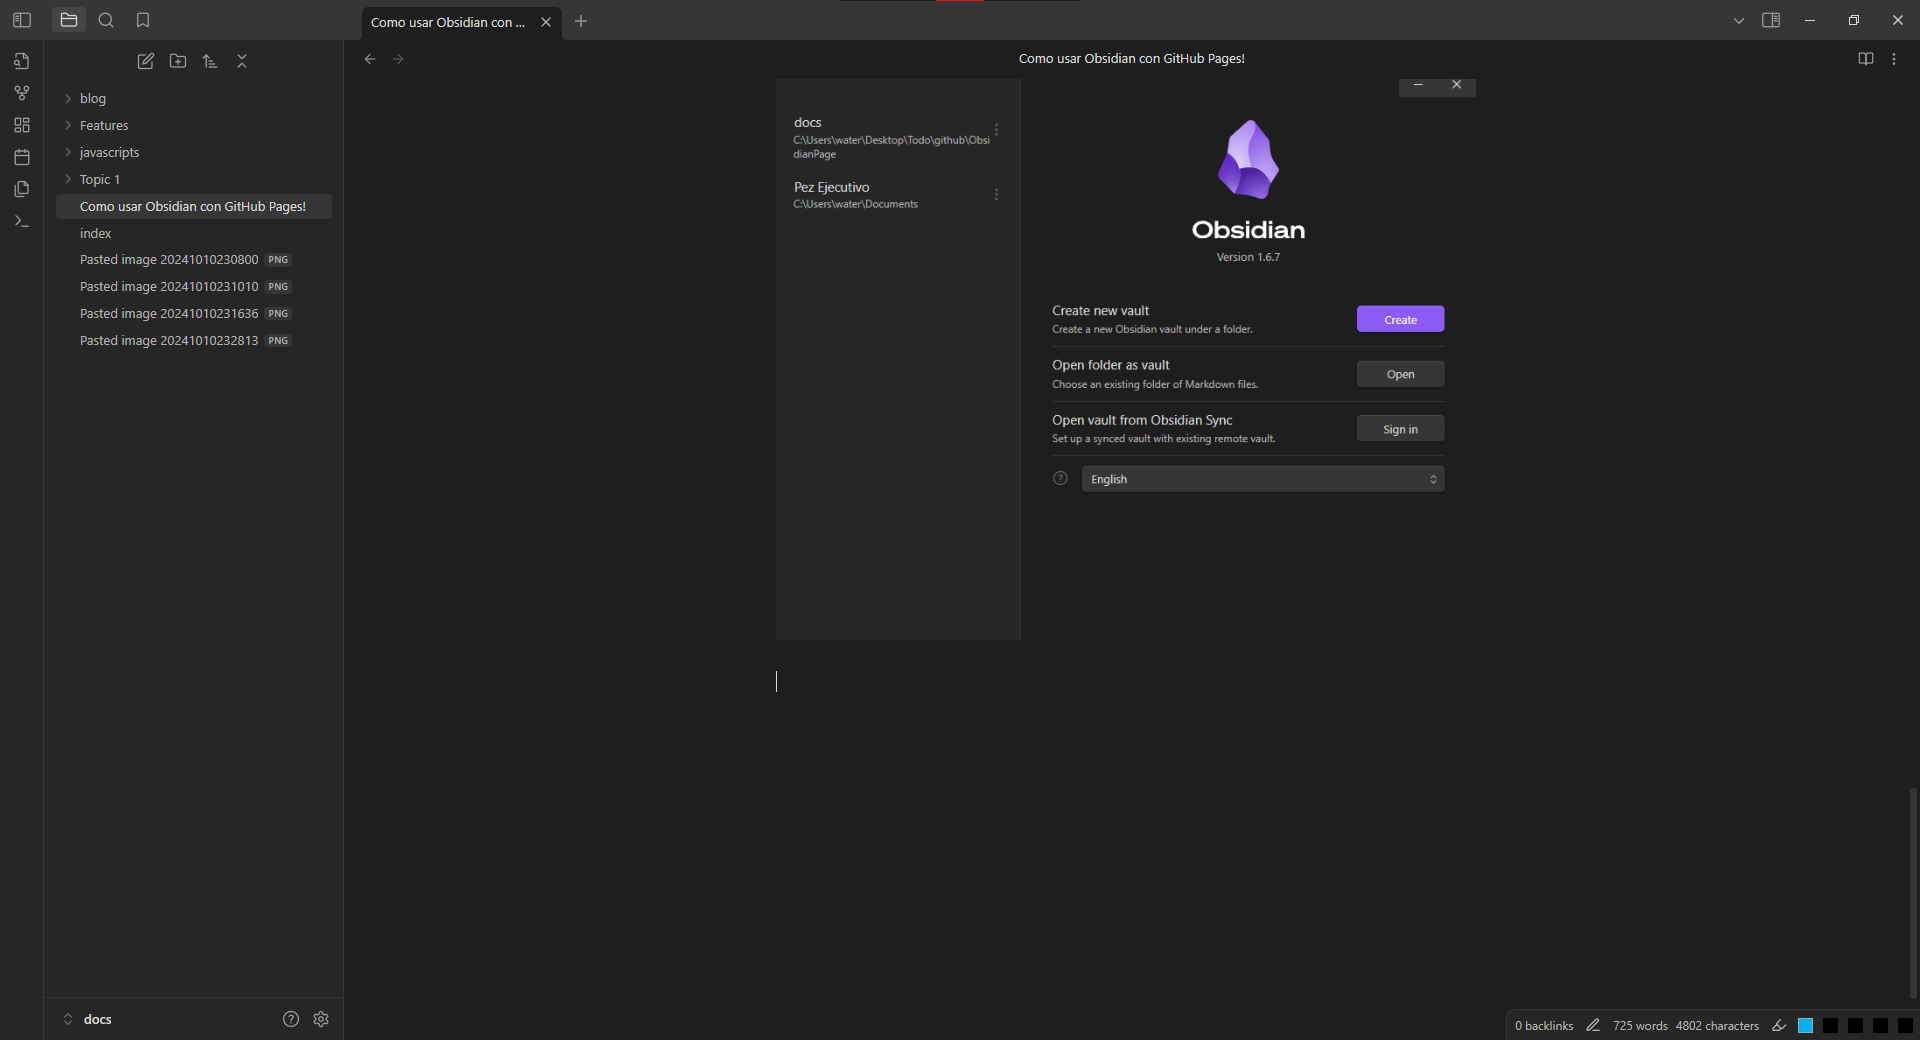 Como usar Obsidian con ...
Como usar Obsidian con GitHub Pages!
blog
Features
javascripts
Topic 1
Como usar Obsidian con GitHub Pages!
index
Pasted image 20241010230800 PNG
Pasted image 20241010231010 PNG
Pasted image 20241010231636 PNG
Pasted image 20241010232813 PNG
docs
docs
C:\Users\water\Desktop\Todo\github\Obsi
dianPage
Pez Ejecutivo
C:\Users\water\Documents
Obsidian
Version 1.6.7
Create new vault
Create a new Obsidian vault under a folder.
Create
Open folder as vault
Choose an existing folder of Markdown files.
Open
Open vault from Obsidian Sync
Set up a synced vault with existing remote vault.
Sign in
English
0 backlinks
725 words 4802 characters